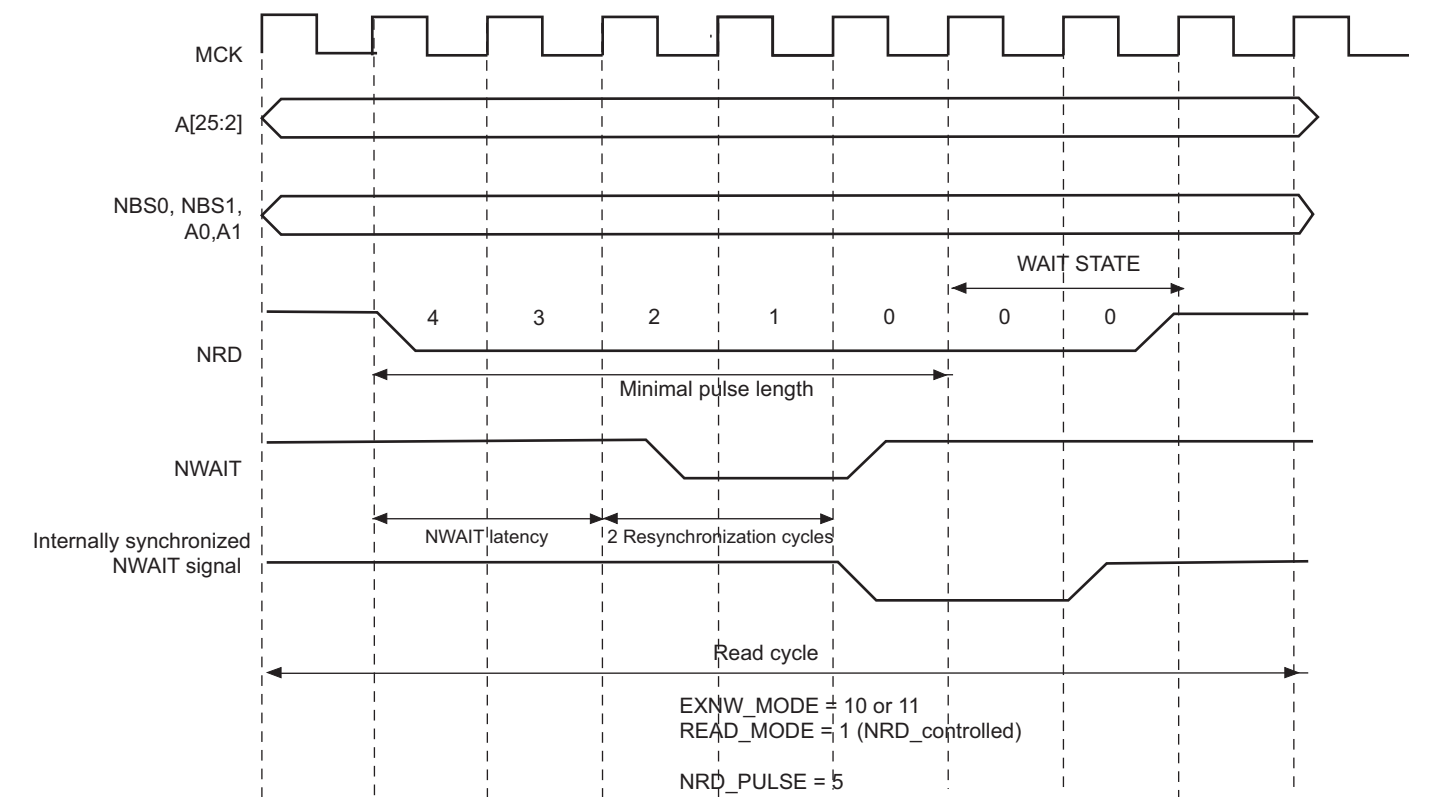 MCK
A[25:2]
NBS0, NBS1,
A0,A1
WAIT STATE
4 3 2 1 0 0 0
NRD
Minimal pulse length
NWAIT
NWAIT latency 2 Resynchronization cycles
Internally synchronized
NWAIT signal
Read cycle
EXNW_MODE = 10 or 11
READ_MODE = 1 (NRD_controlled)
NRD_PULSE = 5